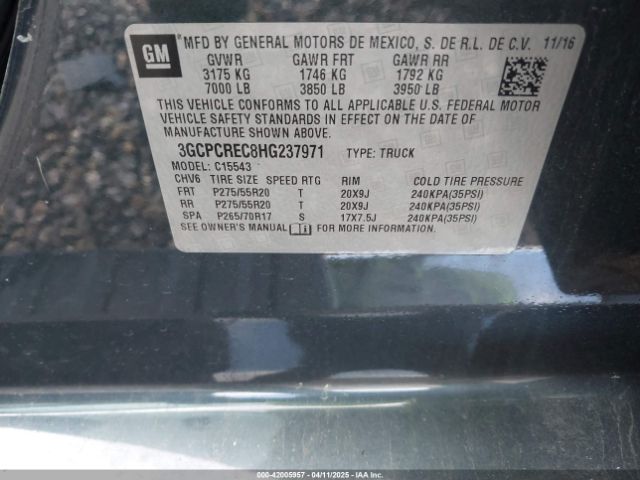 GM MFD BY GENERAL MOTORS DE MEXICO, S. DE R.L. DE C.V. 11/16
GVWR GAWR FRT GAWR RR
3175 KG 1746 KG 1792 KG
7000 LB 3850 LB 3950 LB
THIS VEHICLE CONFORMS TO ALL APPLICABLE U.S. FEDERAL MOTOR
VEHICLE SAFETY STANDARDS IN EFFECT ON THE DATE OF
MANUFACTURE SHOWN ABOVE.
3GCPCREC8HG237971 TYPE: TRUCK
MODEL: C15543
CHV6 TIRE SIZE SPEED RTG RIM COLD TIRE PRESSURE
FRT P275/55R20 T 20X9J 240KPA(35PSI)
RR P275/55R20 T 20X9J 240KPA(35PSI)
SPA P265/70R17 S 17X7.5J 240KPA(35PSI)
SEE OWNER'S MANUAL FOR MORE INFORMATION.
000-42005957 - 04/11/2025 - IAAI. Inc.